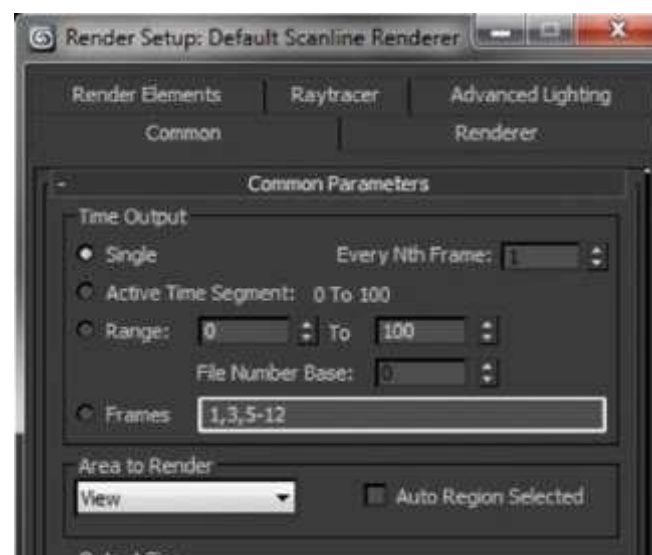 Render Setup: Default Scanline Renderer
Render Elements Raytracer Advanced Lighting
Common Renderer
- Common Parameters
Time Output
Single Every Nth Frame: 1
Active Time Segment: 0 To 100
Range: 0 To 100
File Number Base: 0
Frames 1,3,5-12
Area to Render
View Auto Region Selected